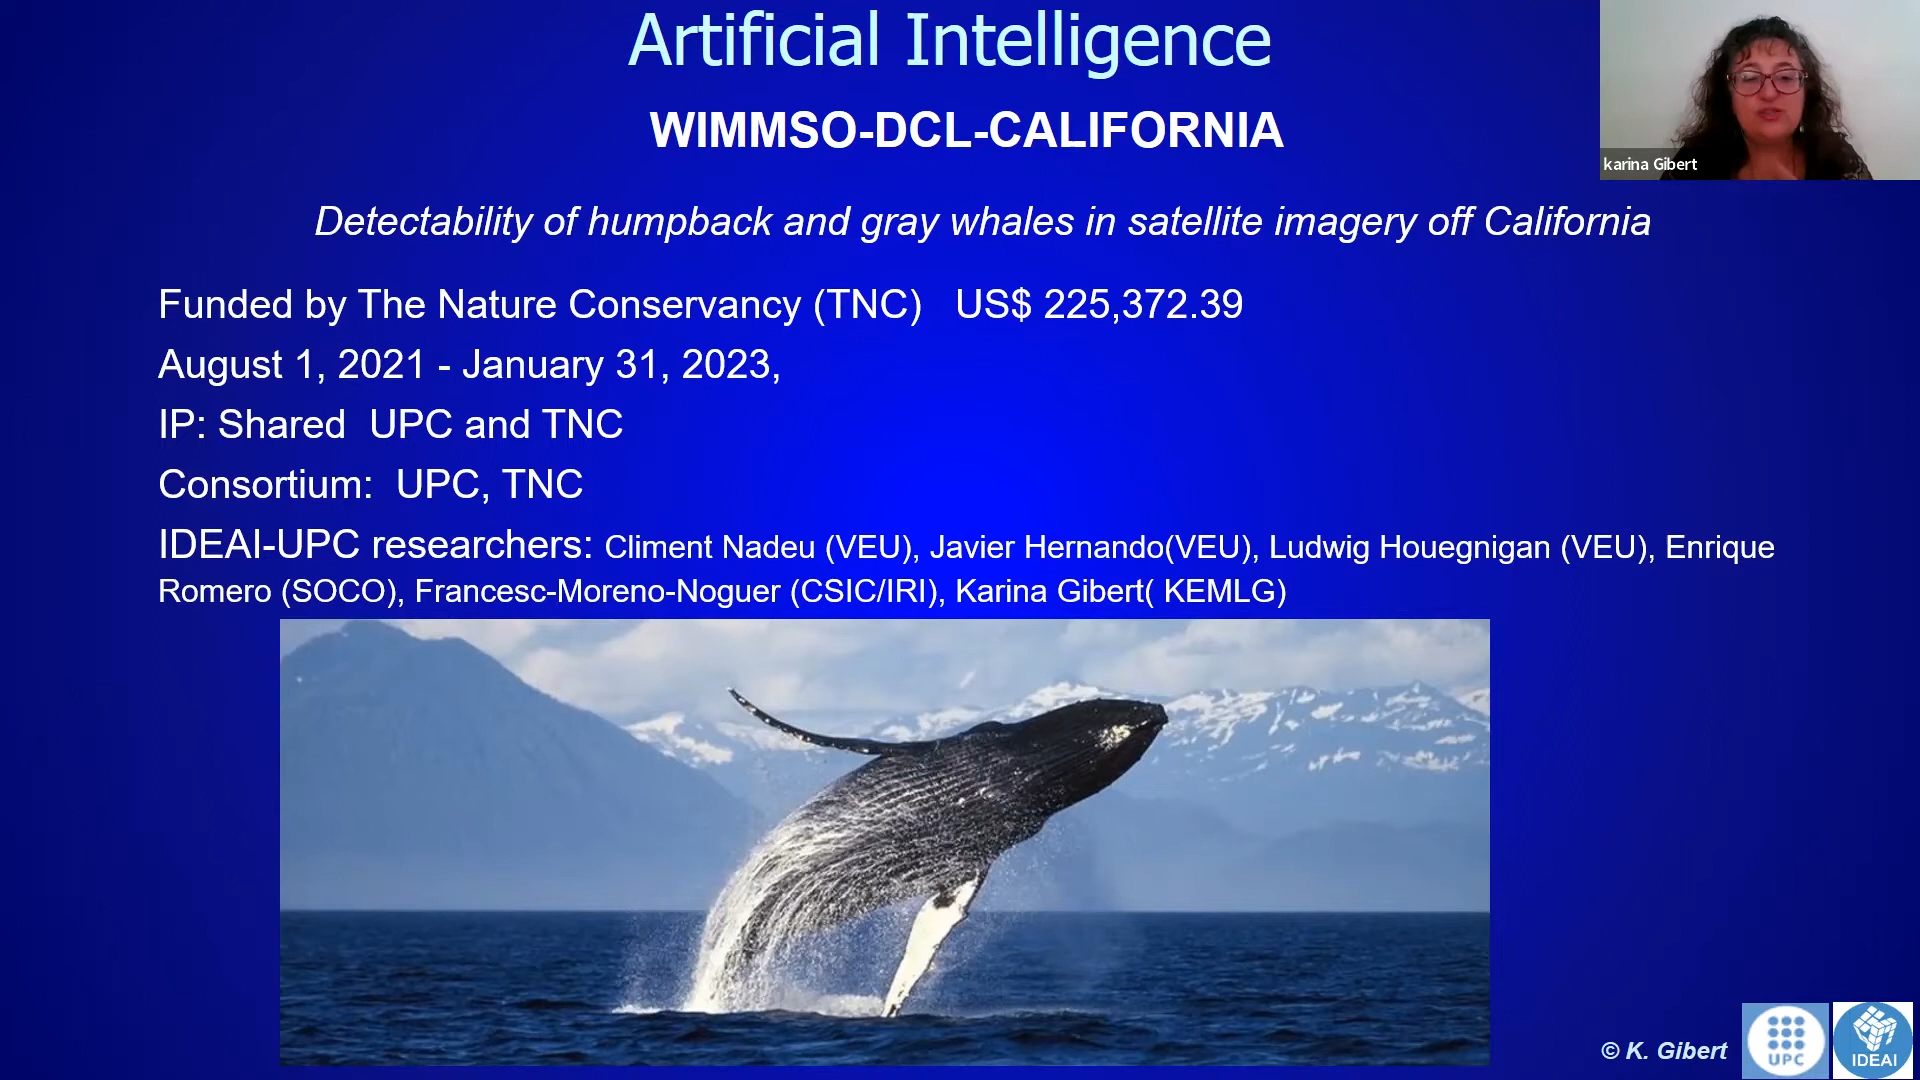 Artificial Intelligence
WIMMSO-DCL-CALIFORNIA
karina Gibert
Detectability of humpback and gray whales in satellite imagery off California
Funded by The Nature Conservancy (TNC)   US$ 225,372.39
August 1, 2021 - January 31, 2023,
IP: Shared  UPC and TNC
Consortium:  UPC, TNC
IDEAI-UPC researchers: Climent Nadeu (VEU), Javier Hernando(VEU), Ludwig Houegnigan (VEU), Enrique
Romero (SOCO), Francesc-Moreno-Noguer (CSIC/IRI), Karina Gibert( KEMLG)
© K. Gibert
UPC
IDEAI